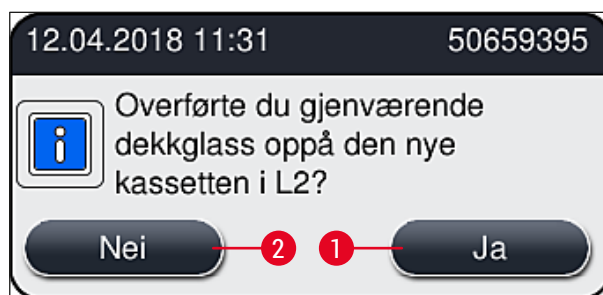 12.04.2018 11:31 50659395
Overførte du gjenværende
dekkglass oppå den nye
kassetten i L2?
Nei 2 1 Ja